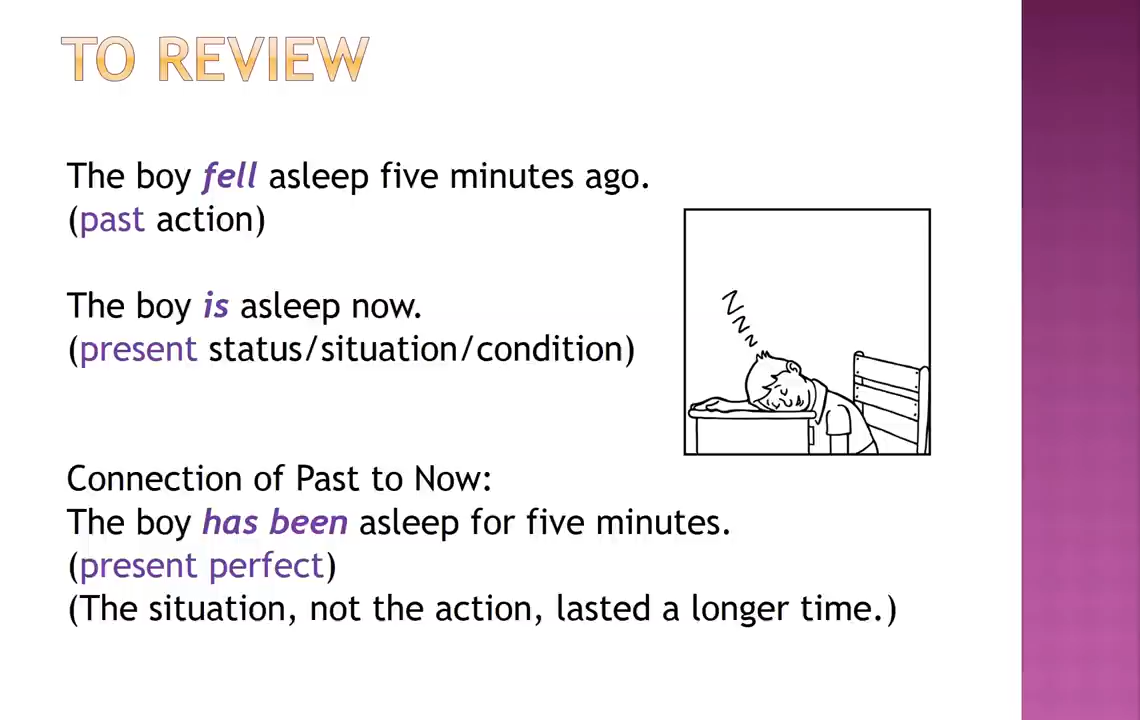 TO REVIEW
The boy fell asleep five minutes ago.
(past action)
The boy is asleep now.
(present status/situation/condition)
Z
Z
Z
Z
Connection of Past to Now:
The boy has been asleep for five minutes.
(present perfect)
(The situation, not the action, lasted a longer time.)